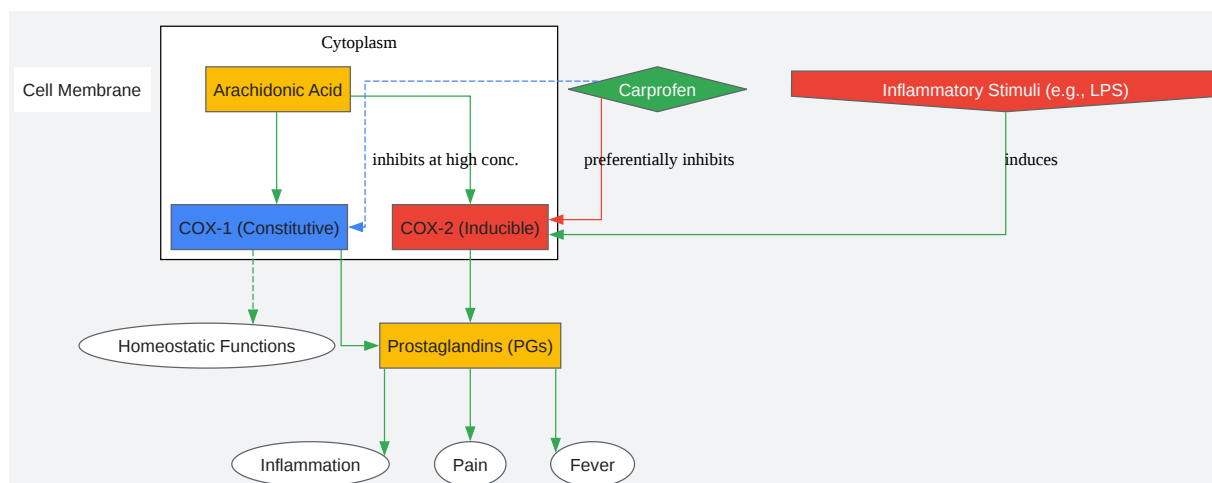 Cytoplasm
Cell Membrane
Arachidonic Acid
Carprofen
Inflammatory Stimuli (e.g., LPS)
inhibits at high conc.
preferentially inhibits
induces
COX-1 (Constitutive)
COX-2 (Inducible)
Homeostatic Functions
Prostaglandins (PGs)
Inflammation
Pain
Fever